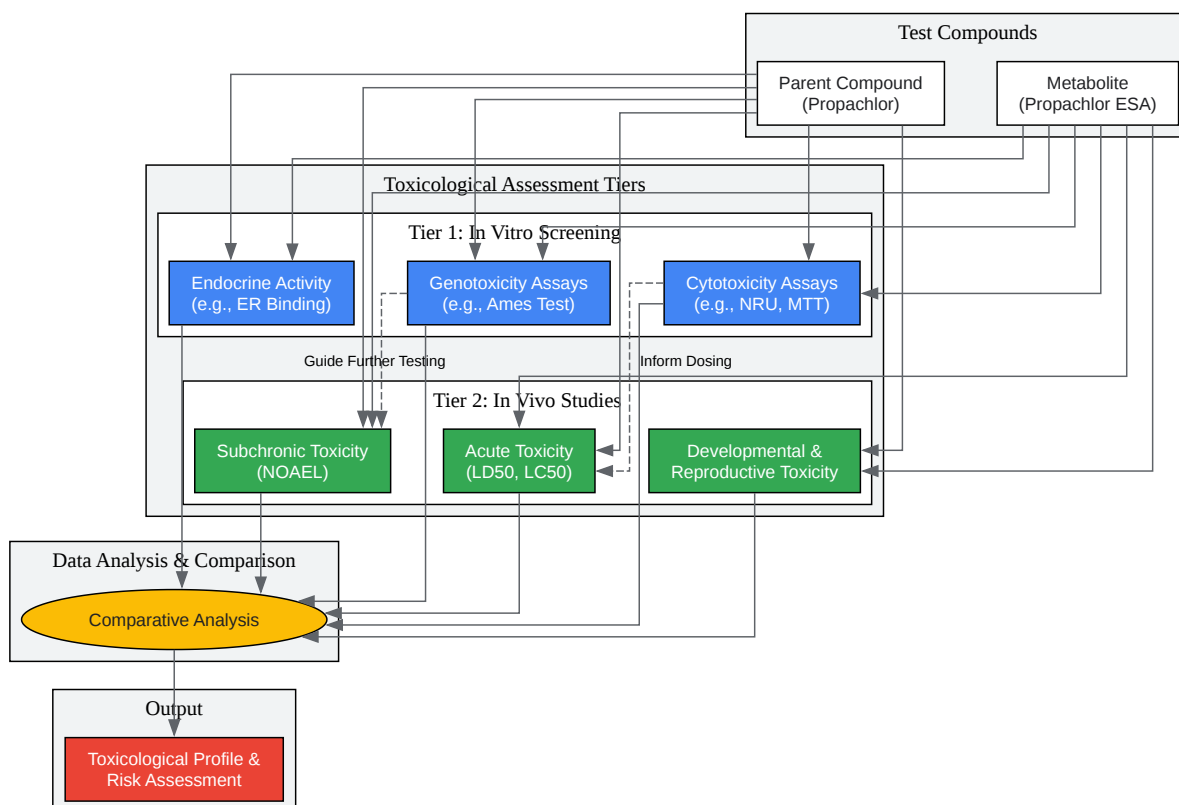 Test Compounds
Parent Compound
(Propachlor)
Metabolite
(Propachlor ESA)
Toxicological Assessment Tiers
Tier 1: In Vitro Screening
Endocrine Activity
(e.g., ER Binding)
Genotoxicity Assays
(e.g., Ames Test)
Cytotoxicity Assays
(e.g., NRU, MTT)
Guide Further Testing
Inform Dosing
Tier 2: In Vivo Studies
Subchronic Toxicity
(NOAEL)
Acute Toxicity
(LD50, LC50)
Developmental &
Reproductive Toxicity
Data Analysis & Comparison
Comparative Analysis
Output
Toxicological Profile &
Risk Assessment